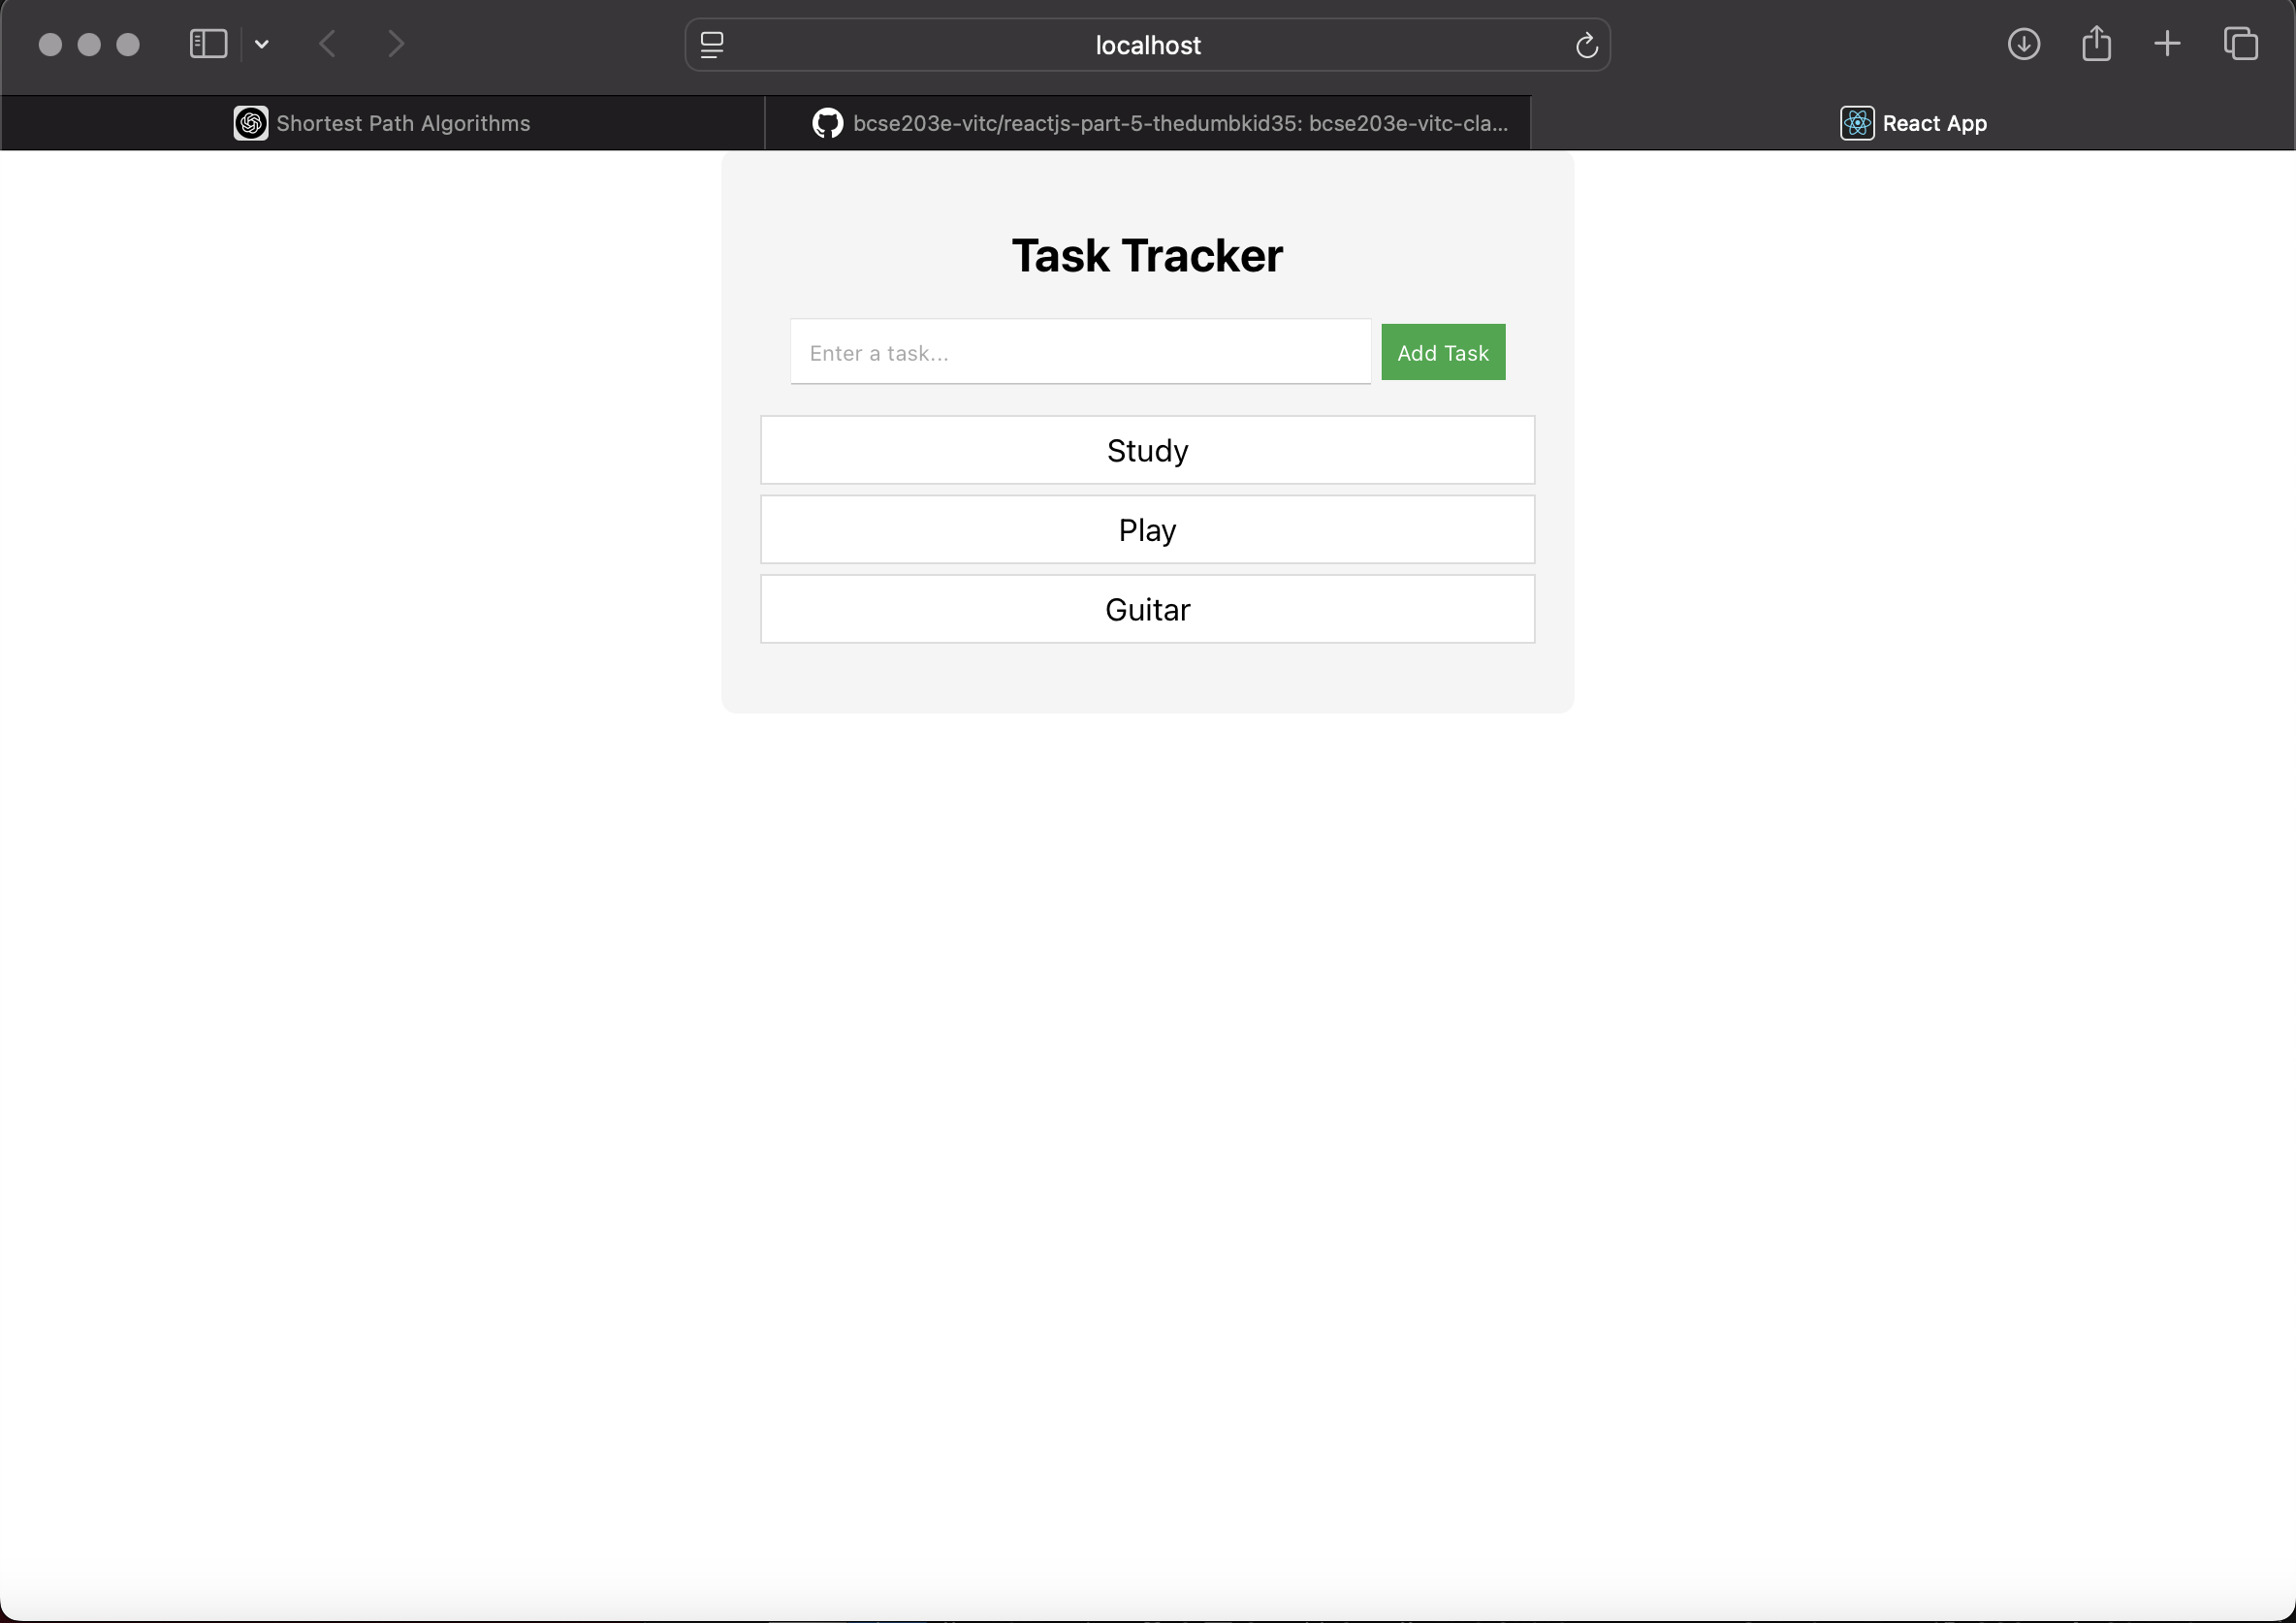 localhost
Shortest Path Algorithms
bcse203e-vitc/reactjs-part-5-thedumbkid35: bcse203e-vitc-cla...
React App
Task Tracker
Enter a task...
Add Task
Study
Play
Guitar